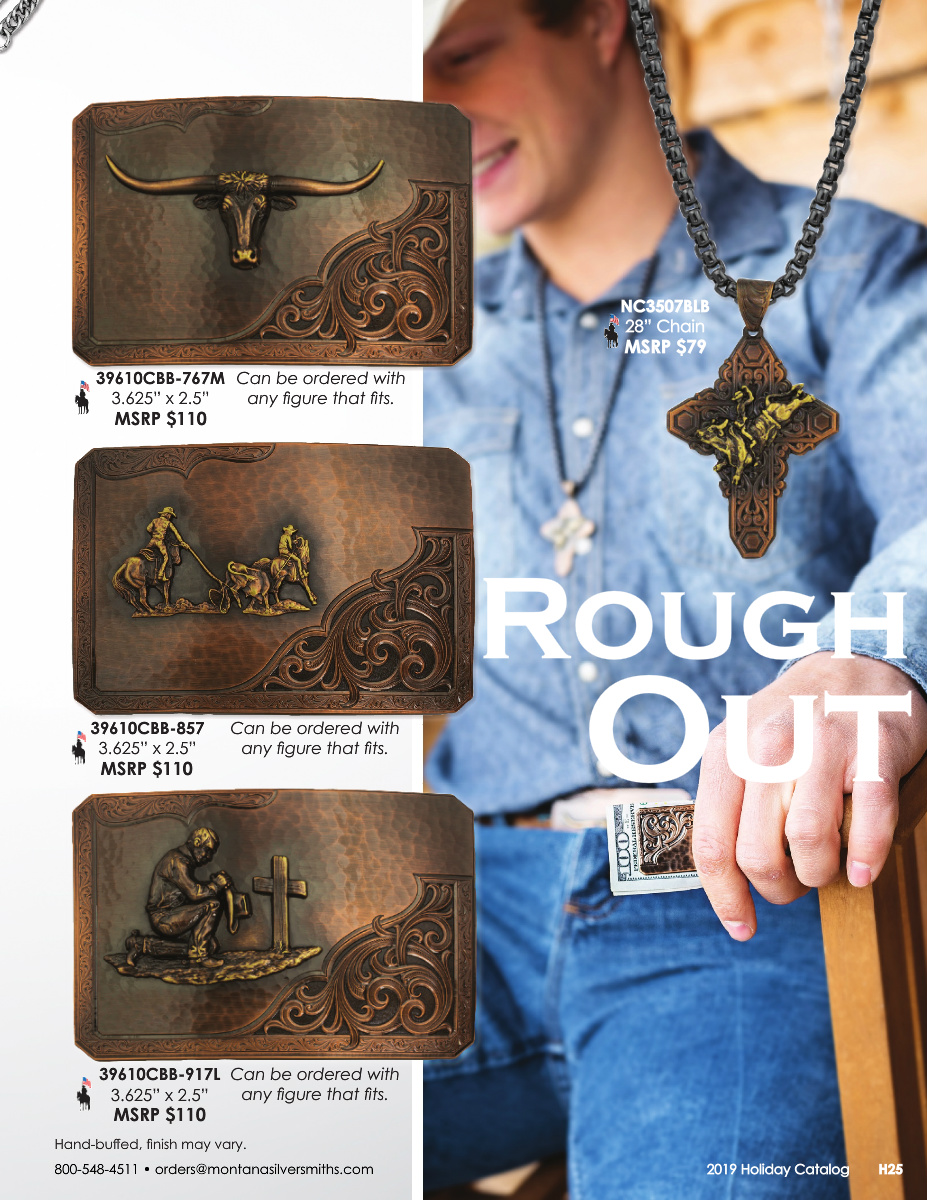 39610CBB-767M
3.625” x 2.5”
MSRP $110
Can be ordered with
any figure that fits.
39610CBB-857
3.625” x 2.5”
MSRP $110
Can be ordered with
any figure that fits.
39610CBB-917L
3.625” x 2.5”
MSRP $110
Can be ordered with
any figure that fits.
Hand-buffed, finish may vary.
800-548-4511 • orders@montanasilversmiths.com
NC3507BLB
28” Chain
MSRP $79
ROUGH
OUT
100
2019 Holiday Catalog H25